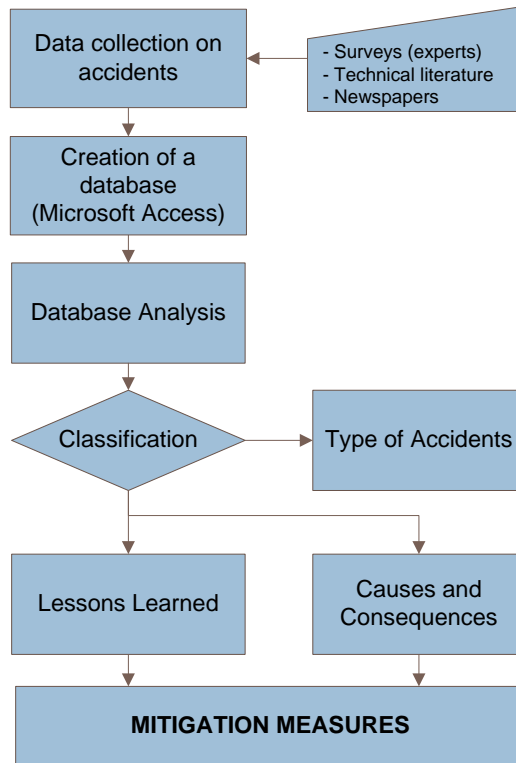 Data collection on
accidents
- Surveys (experts)
- Technical literature
- Newspapers
Creation of a
database
(Microsoft Access)
Database Analysis
Classification
Type of Accidents
Lessons Learned
Causes and
Consequences
MITIGATION MEASURES